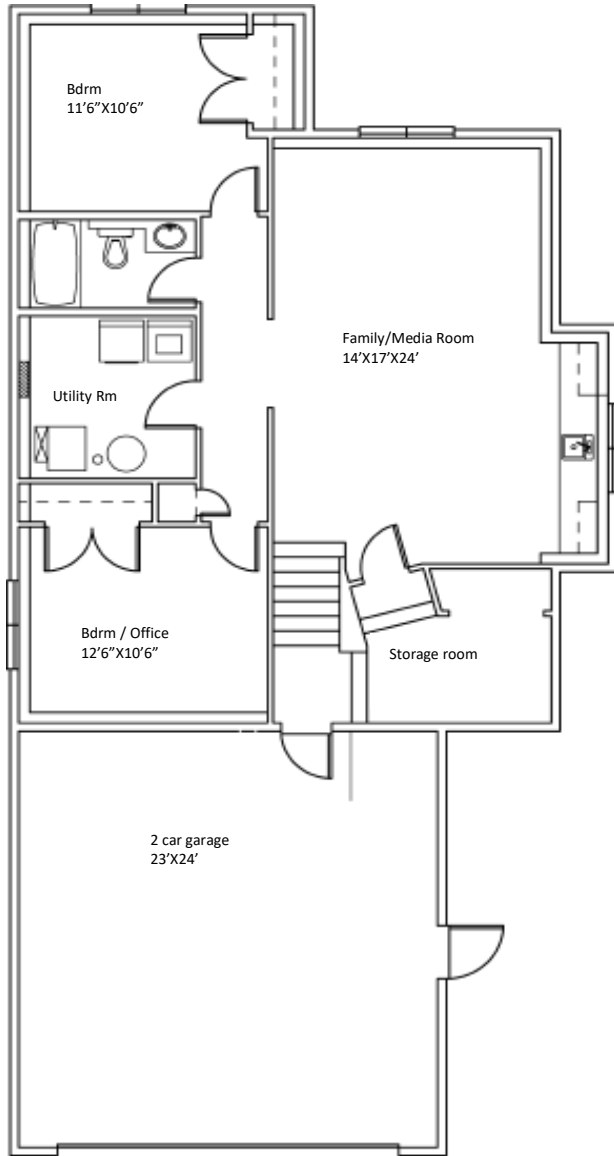 Bdrm
11’6”X10’6”
Family/Media Room
14’X17’X24’
Utility Rm
Bdrm / Office
12’6”X10’6”
Storage room
2 car garage
23’X24’